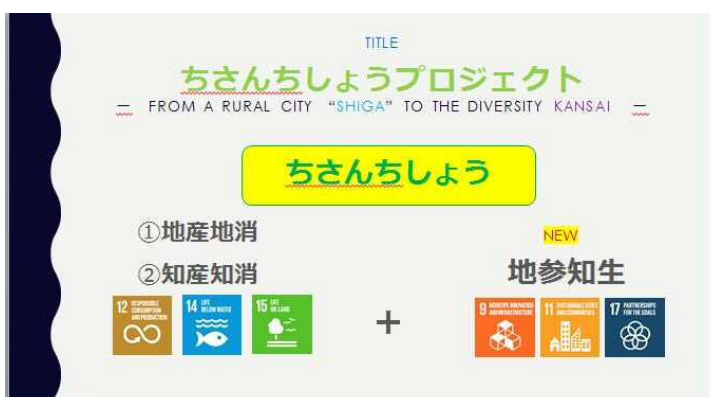 TITLE
ちさんちしょうプロジェクト
— FROM A RURAL CITY “SHIGA” TO THE DIVERSITY KANSAI —
ちさんちしょう
①地産地消
②知産知消
NEW
地参知生
12 RESPONSIBLE CONSUMPTION AND PRODUCTION
14 LIFE BELOW WATER
15 LIFE ON LAND
+
9 INDUSTRY, INNOVATION AND INFRASTRUCTURE
11 SUSTAINABLE CITIES AND COMMUNITIES
17 PARTNERSHIPS FOR THE GOALS